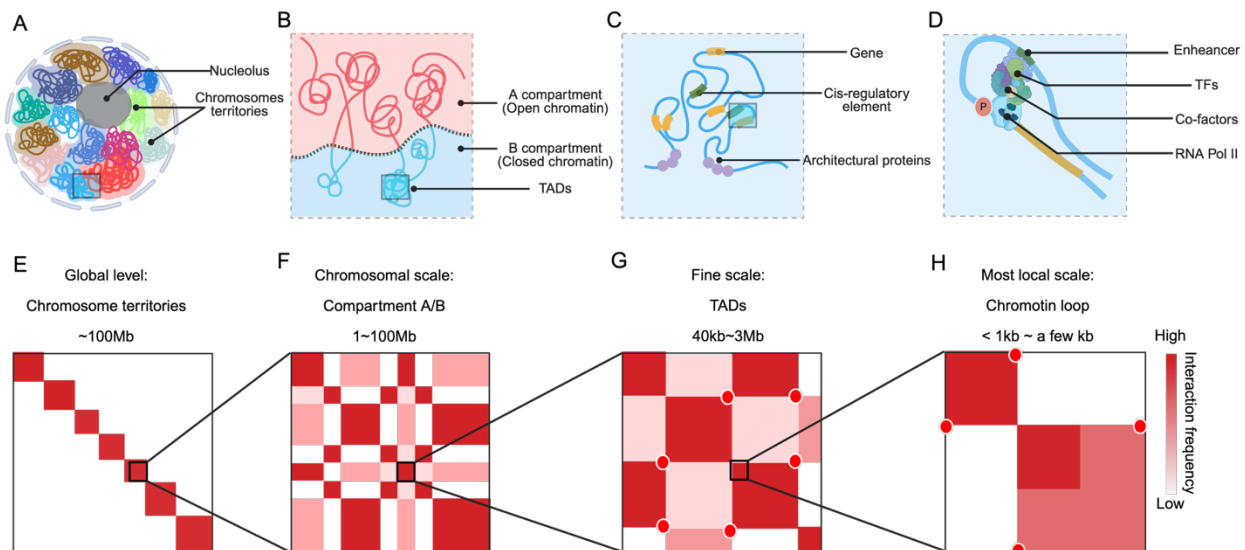 A
Nucleolus
Chromosomes
territories
B
A compartment
(Open chromatin)
B compartment
(Closed chromatin)
TADs
C
Gene
Cis-regulatory
element
Architectural proteins
D
P
Enheancer
TFs
Co-factors
RNA Pol II
E
Global level:
Chromosome territories
~100Mb
F
Chromosomal scale:
Compartment A/B
1~100Mb
G
Fine scale:
TADs
40kb~3Mb
H
Most local scale:
Chromotin loop
< 1kb ~ a few kb
High
Interaction frequency
Low